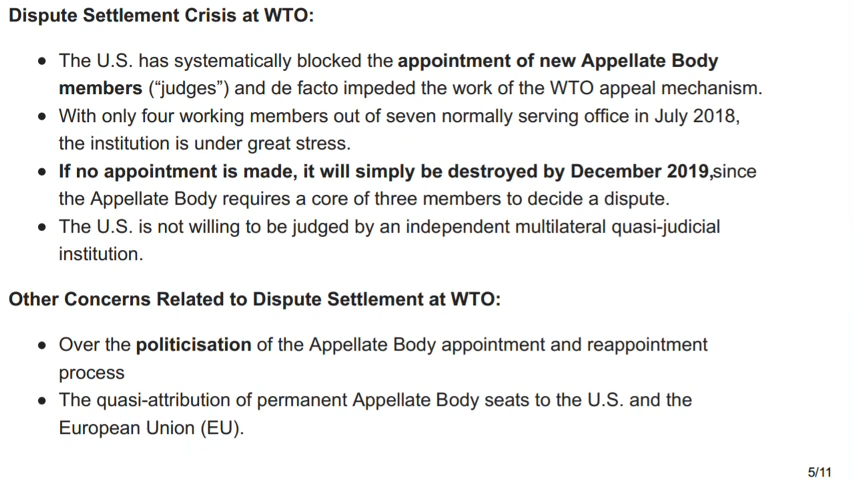 Dispute Settlement Crisis at WTO:
● The U.S. has systematically blocked the appointment of new Appellate Body
members (“judges”) and de facto impeded the work of the WTO appeal mechanism.
● With only four working members out of seven normally serving office in July 2018,
the institution is under great stress.
● If no appointment is made, it will simply be destroyed by December 2019,since
the Appellate Body requires a core of three members to decide a dispute.
● The U.S. is not willing to be judged by an independent multilateral quasi-judicial
institution.
Other Concerns Related to Dispute Settlement at WTO:
● Over the politicisation of the Appellate Body appointment and reappointment
process
● The quasi-attribution of permanent Appellate Body seats to the U.S. and the
European Union (EU).
5/11